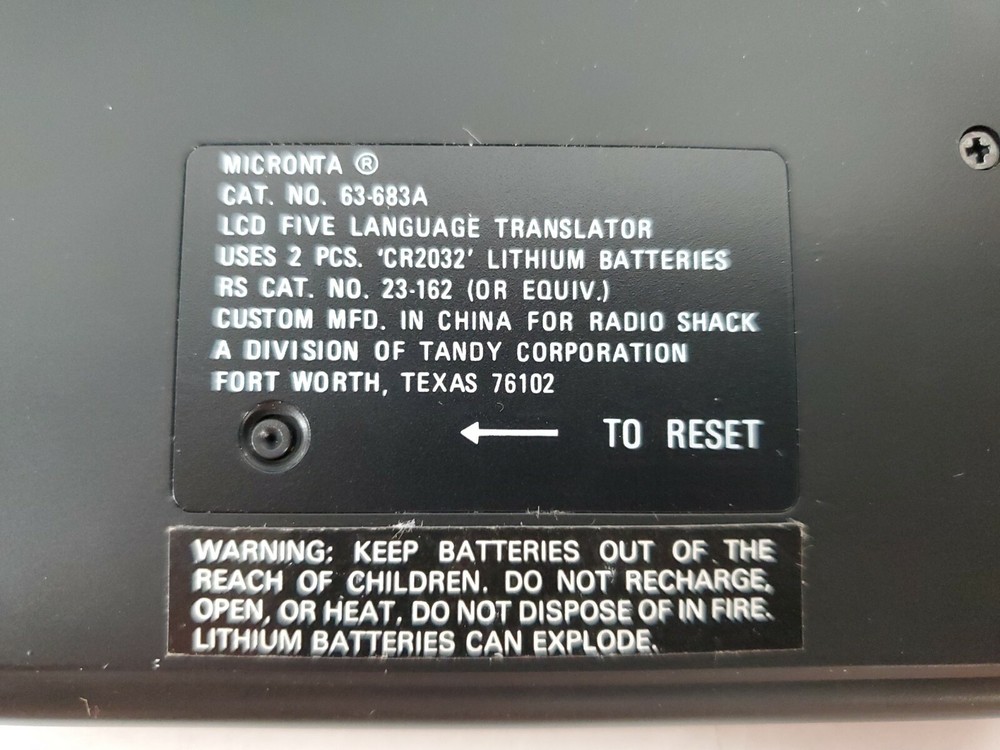 MICRONTA ®
CAT. NO. 63-683A
LCD FIVE LANGUAGE TRANSLATOR
USES 2 PCS. 'CR2032' LITHIUM BATTERIES
RS CAT. NO. 23-162 (OR EQUIV.)
CUSTOM MFD. IN CHINA FOR RADIO SHACK
A DIVISION OF TANDY CORPORATION
FORT WORTH, TEXAS 76102
← TO RESET
WARNING: KEEP BATTERIES OUT OF THE
REACH OF CHILDREN. DO NOT RECHARGE,
OPEN, OR HEAT. DO NOT DISPOSE OF IN FIRE.
LITHIUM BATTERIES CAN EXPLODE.